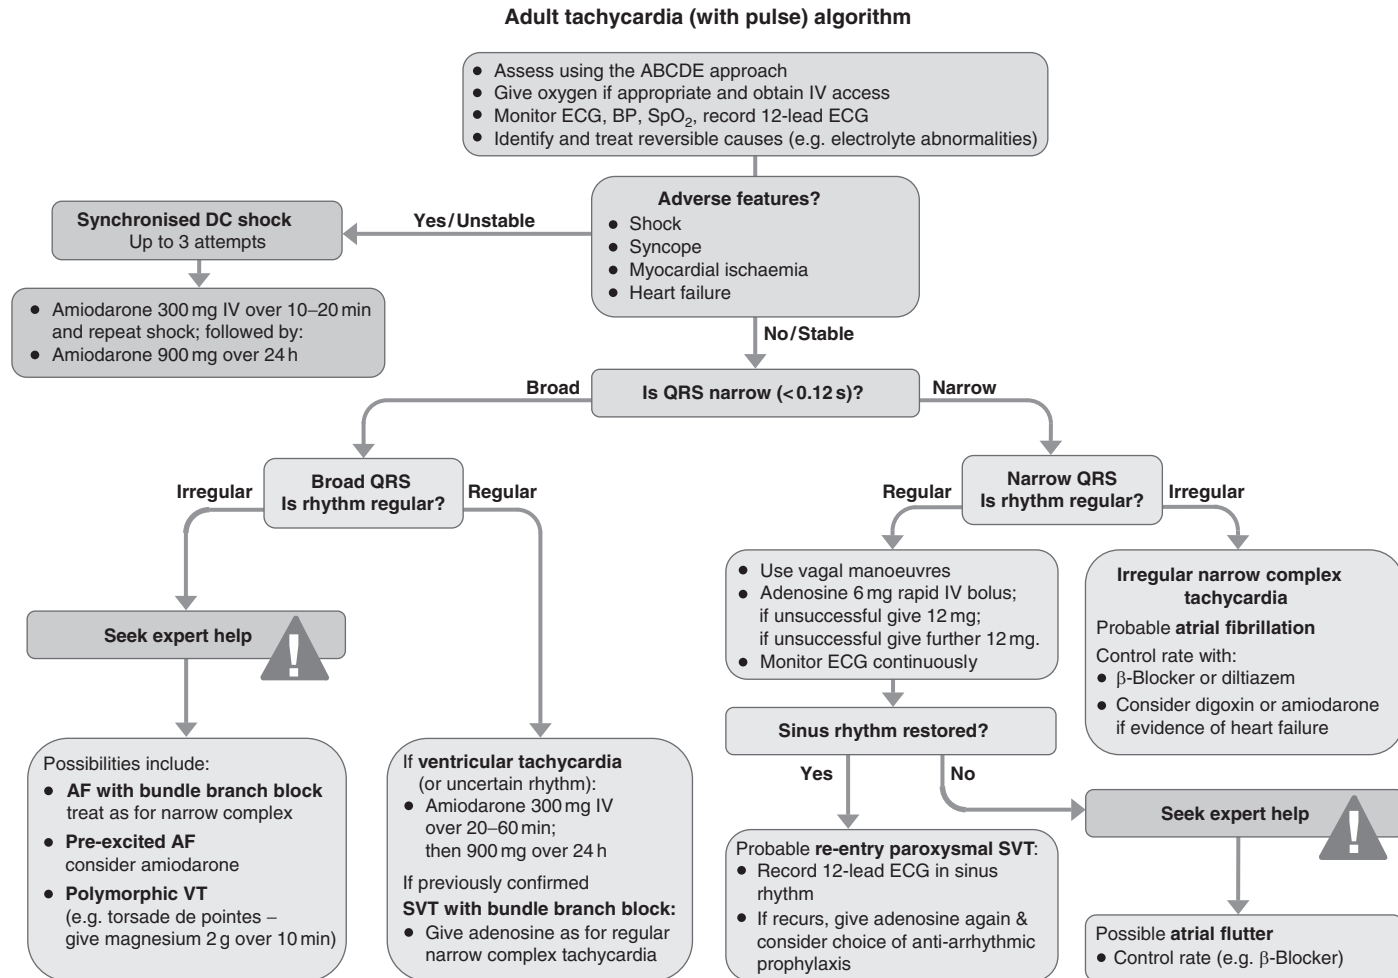 Adult tachycardia (with pulse) algorithm
● Assess using the ABCDE approach
● Give oxygen if appropriate and obtain IV access
● Monitor ECG, BP, SpO₂, record 12-lead ECG
● Identify and treat reversible causes (e.g. electrolyte abnormalities)
Adverse features?
● Shock
● Syncope
● Myocardial ischaemia
● Heart failure
Yes/Unstable
Synchronised DC shock
Up to 3 attempts
● Amiodarone 300 mg IV over 10–20 min
and repeat shock; followed by:
● Amiodarone 900 mg over 24 h
No/Stable
Is QRS narrow (< 0.12 s)?
Broad
Narrow
Broad QRS
Is rhythm regular?
Irregular
Regular
Seek expert help
!
Possibilities include:
● AF with bundle branch block
treat as for narrow complex
● Pre-excited AF
consider amiodarone
● Polymorphic VT
(e.g. torsade de pointes –
give magnesium 2 g over 10 min)
If ventricular tachycardia
(or uncertain rhythm):
● Amiodarone 300 mg IV
over 20–60 min;
then 900 mg over 24 h
If previously confirmed
SVT with bundle branch block:
● Give adenosine as for regular
narrow complex tachycardia
Narrow QRS
Is rhythm regular?
Regular
Irregular
● Use vagal manoeuvres
● Adenosine 6 mg rapid IV bolus;
if unsuccessful give 12 mg;
if unsuccessful give further 12 mg.
● Monitor ECG continuously
Irregular narrow complex
tachycardia
Probable atrial fibrillation
Control rate with:
● β-Blocker or diltiazem
● Consider digoxin or amiodarone
if evidence of heart failure
Sinus rhythm restored?
Yes
No
Probable re-entry paroxysmal SVT:
● Record 12-lead ECG in sinus
rhythm
● If recurs, give adenosine again &
consider choice of anti-arrhythmic
prophylaxis
Seek expert help
!
Possible atrial flutter
● Control rate (e.g. β-Blocker)